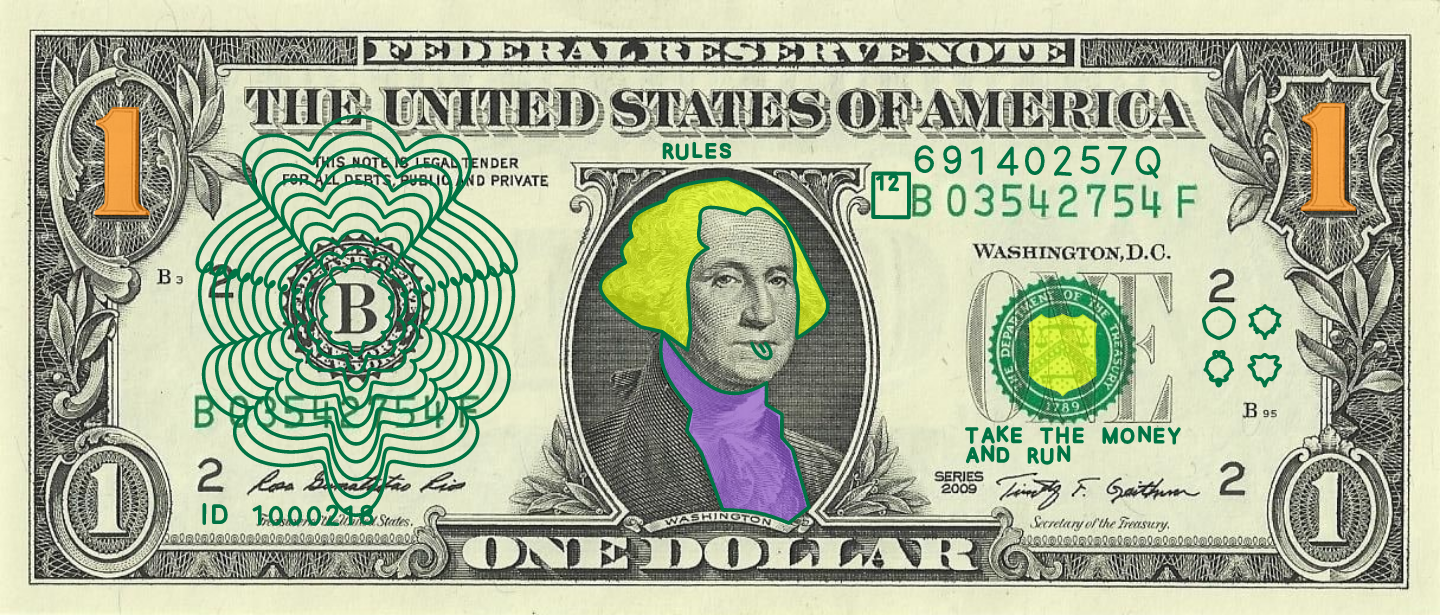 FEDERAL RESERVE NOTE
THE UNITED STATES OF AMERICA
1
1
THIS NOTE IS LEGAL TENDER
FOR ALL DEBTS, PUBLIC AND PRIVATE
RULES
69140257Q
12
B 03542754 F
WASHINGTON, D.C.
B 3
2
B
ONE
THE DEPARTMENT OF THE TREASURY
1789
2
B 95
B 03542754 F
TAKE THE MONEY
AND RUN
2
Rosa Gumataotao Rios
SERIES
2009
Timothy F. Geithner
2
ID 1000218
Treasurer of the United States.
WASHINGTON
Secretary of the Treasury.
1
ONE DOLLAR
1